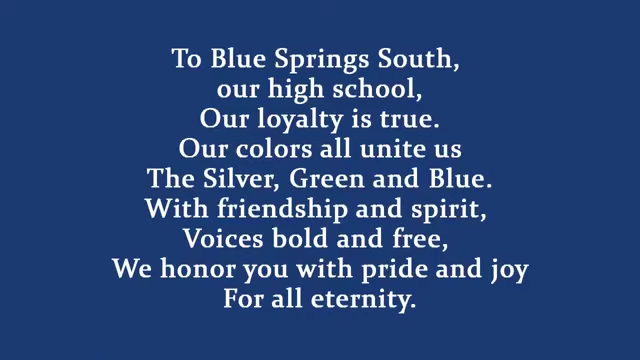 To Blue Springs South,
our high school,
Our loyalty is true.
Our colors all unite us
The Silver, Green and Blue.
With friendship and spirit,
Voices bold and free,
We honor you with pride and joy
For all eternity.